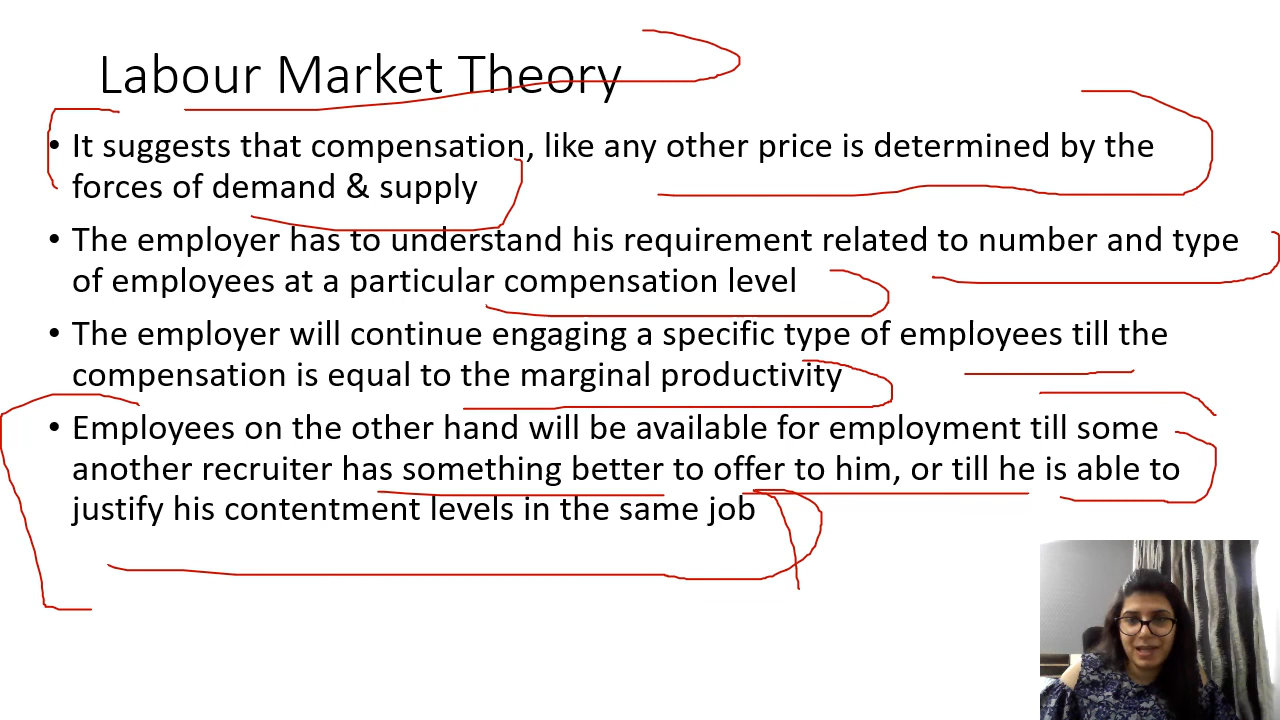 Labour Market Theory
• It suggests that compensation, like any other price is determined by the
forces of demand & supply
• The employer has to understand his requirement related to number and type
of employees at a particular compensation level
• The employer will continue engaging a specific type of employees till the
compensation is equal to the marginal productivity
• Employees on the other hand will be available for employment till some
another recruiter has something better to offer to him, or till he is able to
justify his contentment levels in the same job